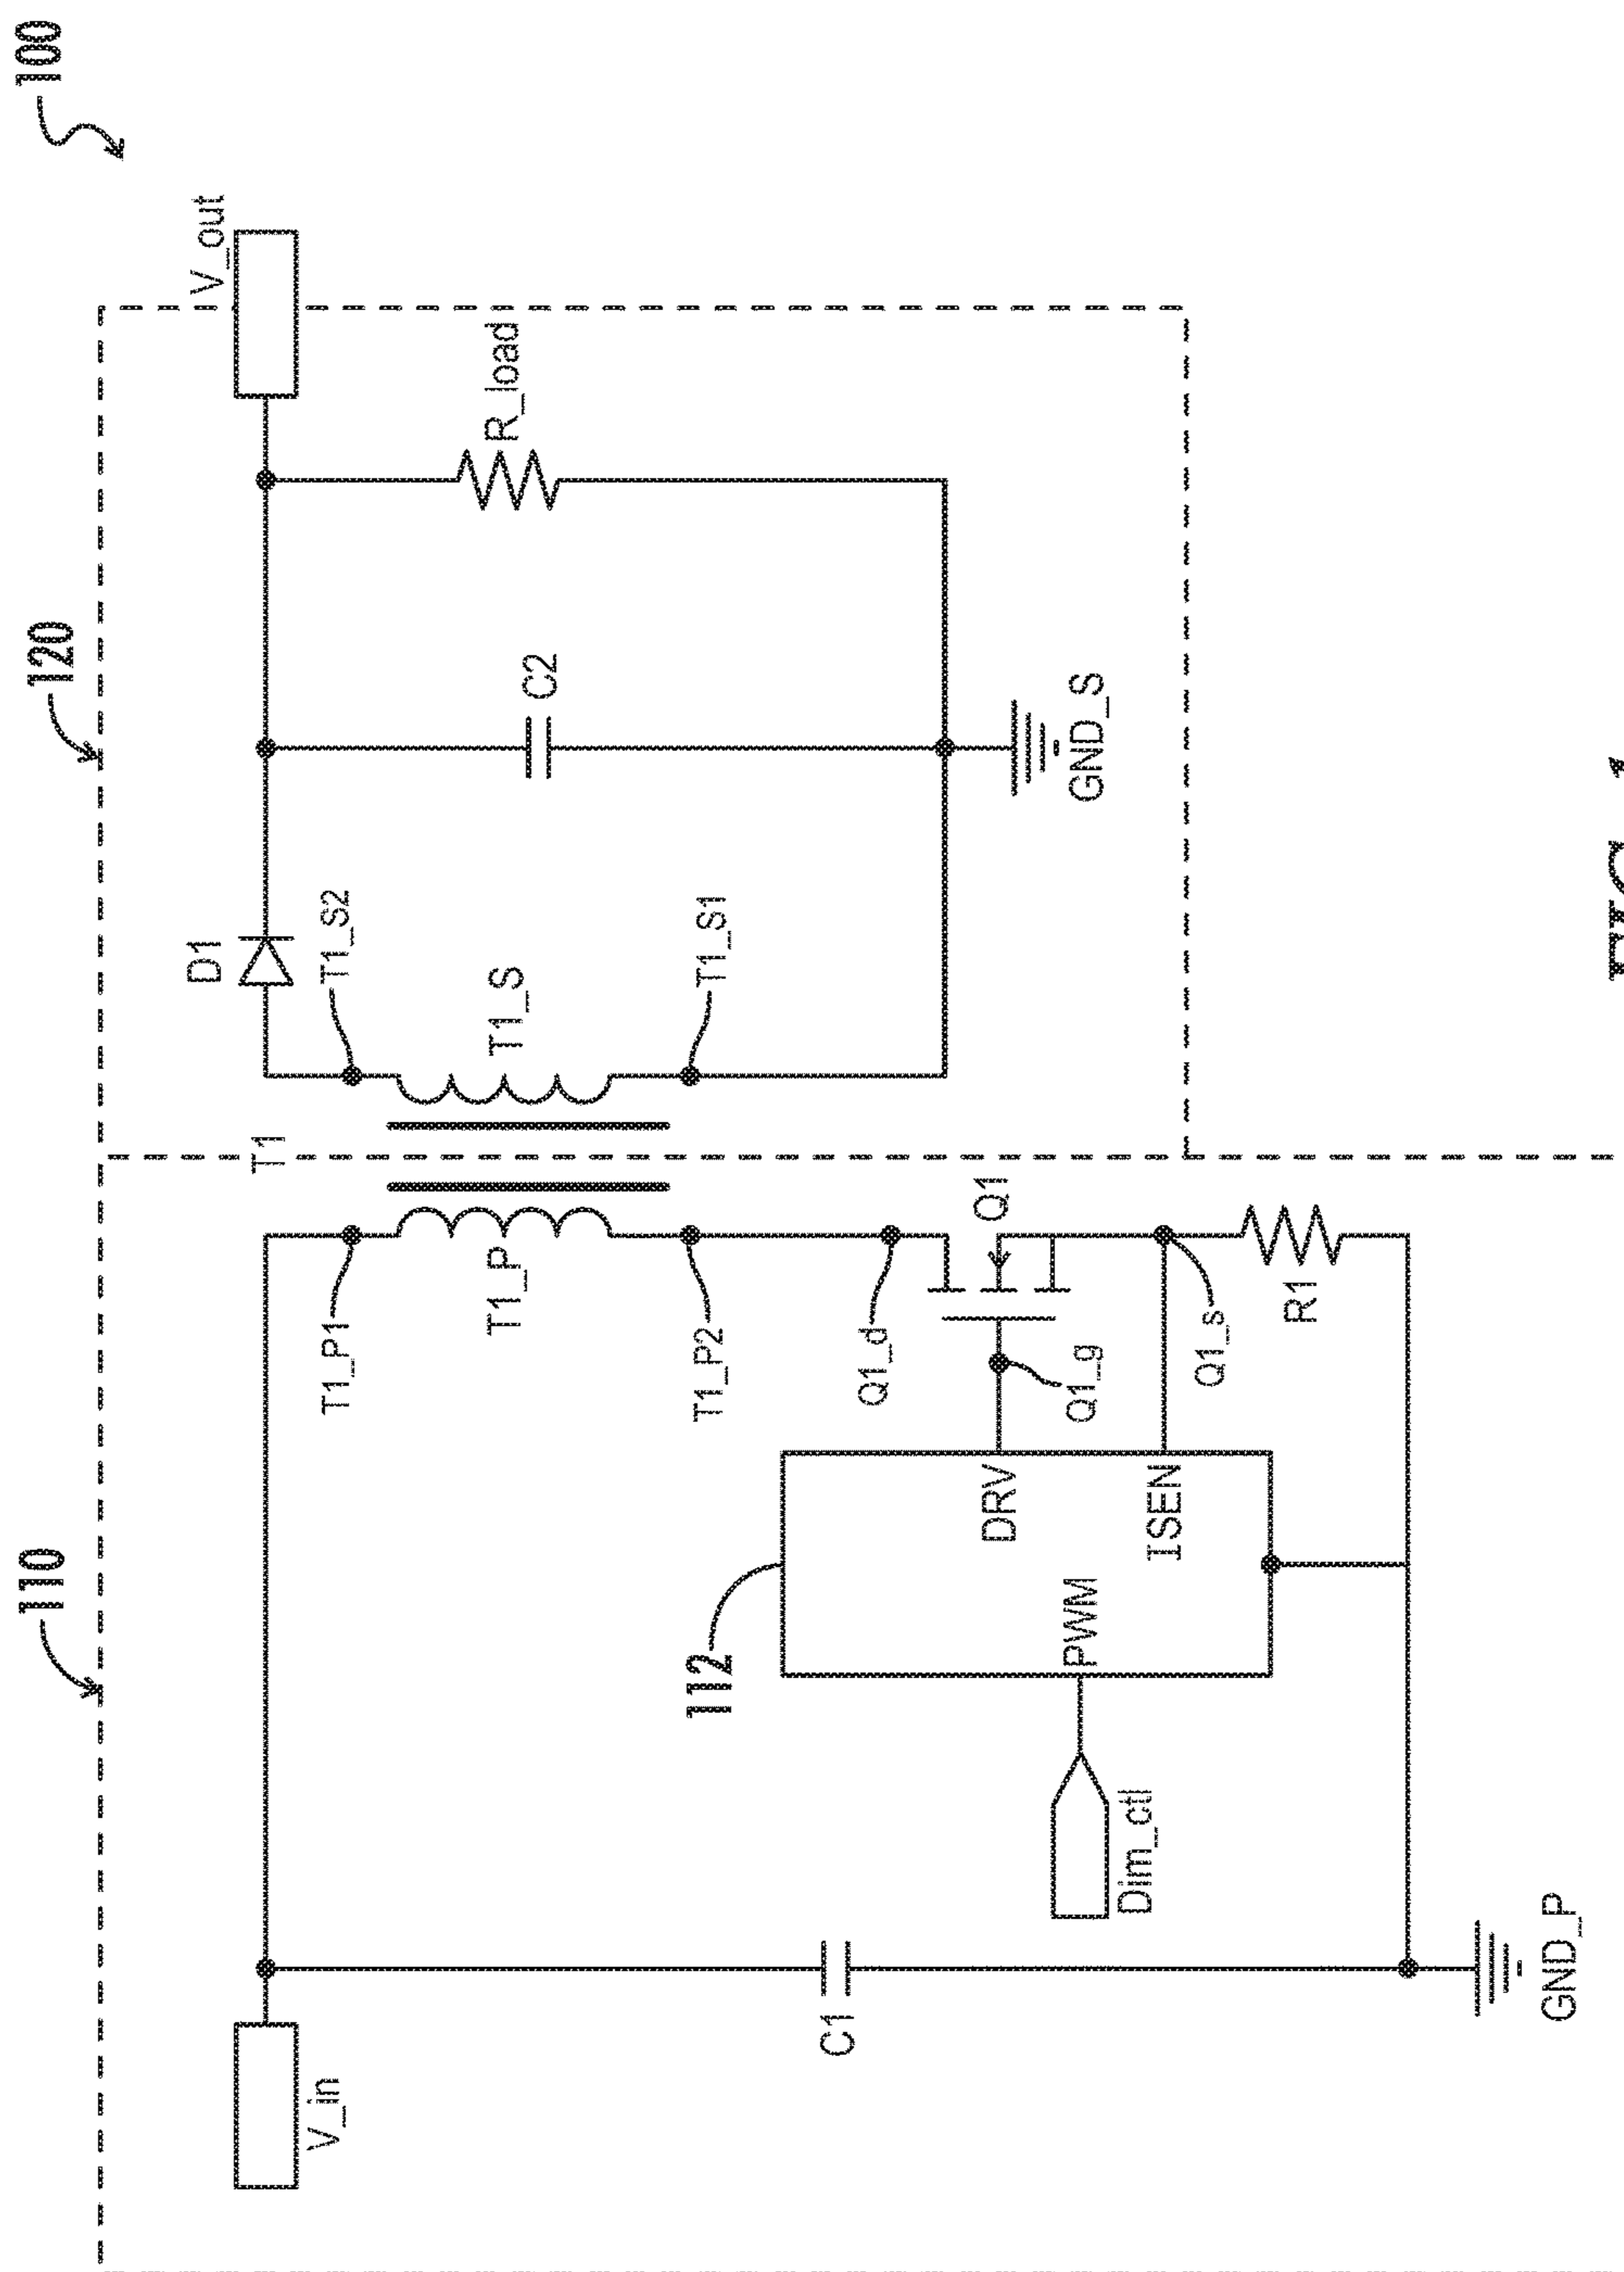 100
110
120
V_in
V_out
T1
D1
T1_P1
T1_S2
T1_P
T1_S
T1_P2
T1_S1
R_load
C2
C1
112
Q1_d
Q1
Q1_g
Q1_s
DRV
PWM
ISEN
Dim_ctl
R1
GND_S
GND_P